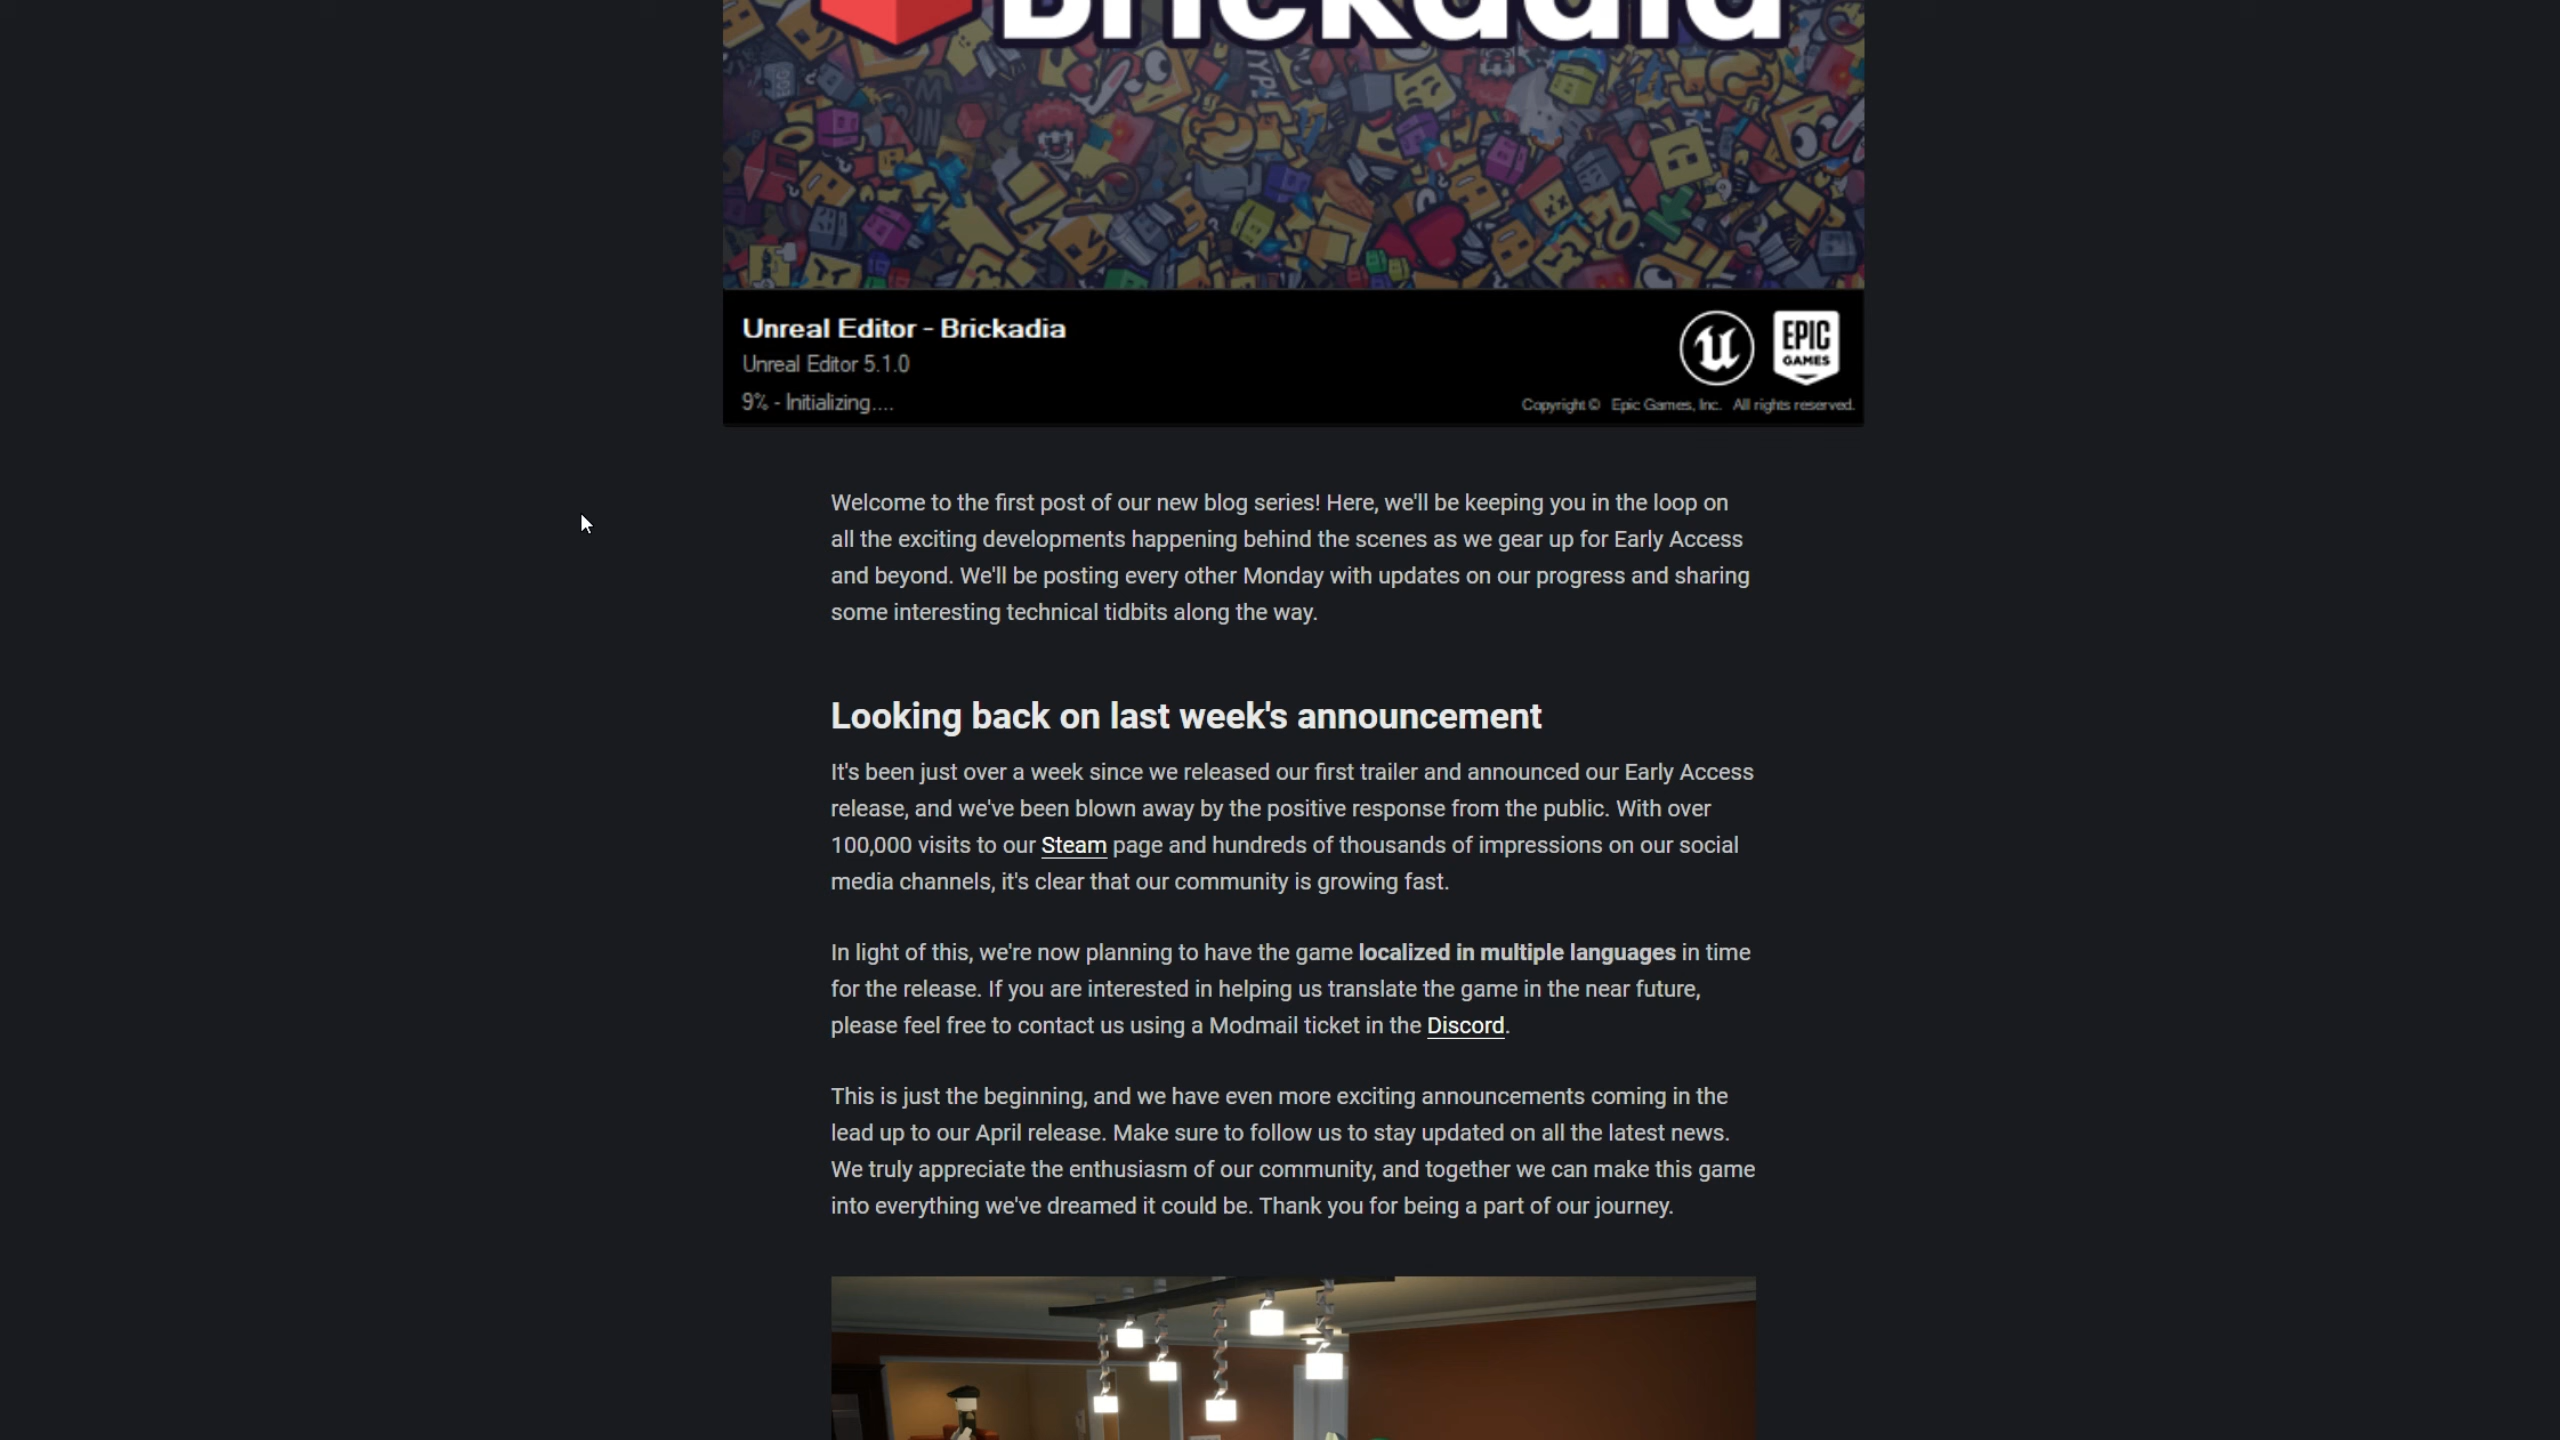 Brickadia
Unreal Editor - Brickadia
Unreal Editor 5.1.0
9% - Initializing....
EPIC
GAMES
Copyright © Epic Games, Inc. All rights reserved.
Welcome to the first post of our new blog series! Here, we'll be keeping you in the loop on
all the exciting developments happening behind the scenes as we gear up for Early Access
and beyond. We'll be posting every other Monday with updates on our progress and sharing
some interesting technical tidbits along the way.
Looking back on last week's announcement
It's been just over a week since we released our first trailer and announced our Early Access
release, and we've been blown away by the positive response from the public. With over
100,000 visits to our Steam page and hundreds of thousands of impressions on our social
media channels, it's clear that our community is growing fast.
In light of this, we're now planning to have the game localized in multiple languages in time
for the release. If you are interested in helping us translate the game in the near future,
please feel free to contact us using a Modmail ticket in the Discord.
This is just the beginning, and we have even more exciting announcements coming in the
lead up to our April release. Make sure to follow us to stay updated on all the latest news.
We truly appreciate the enthusiasm of our community, and together we can make this game
into everything we've dreamed it could be. Thank you for being a part of our journey.